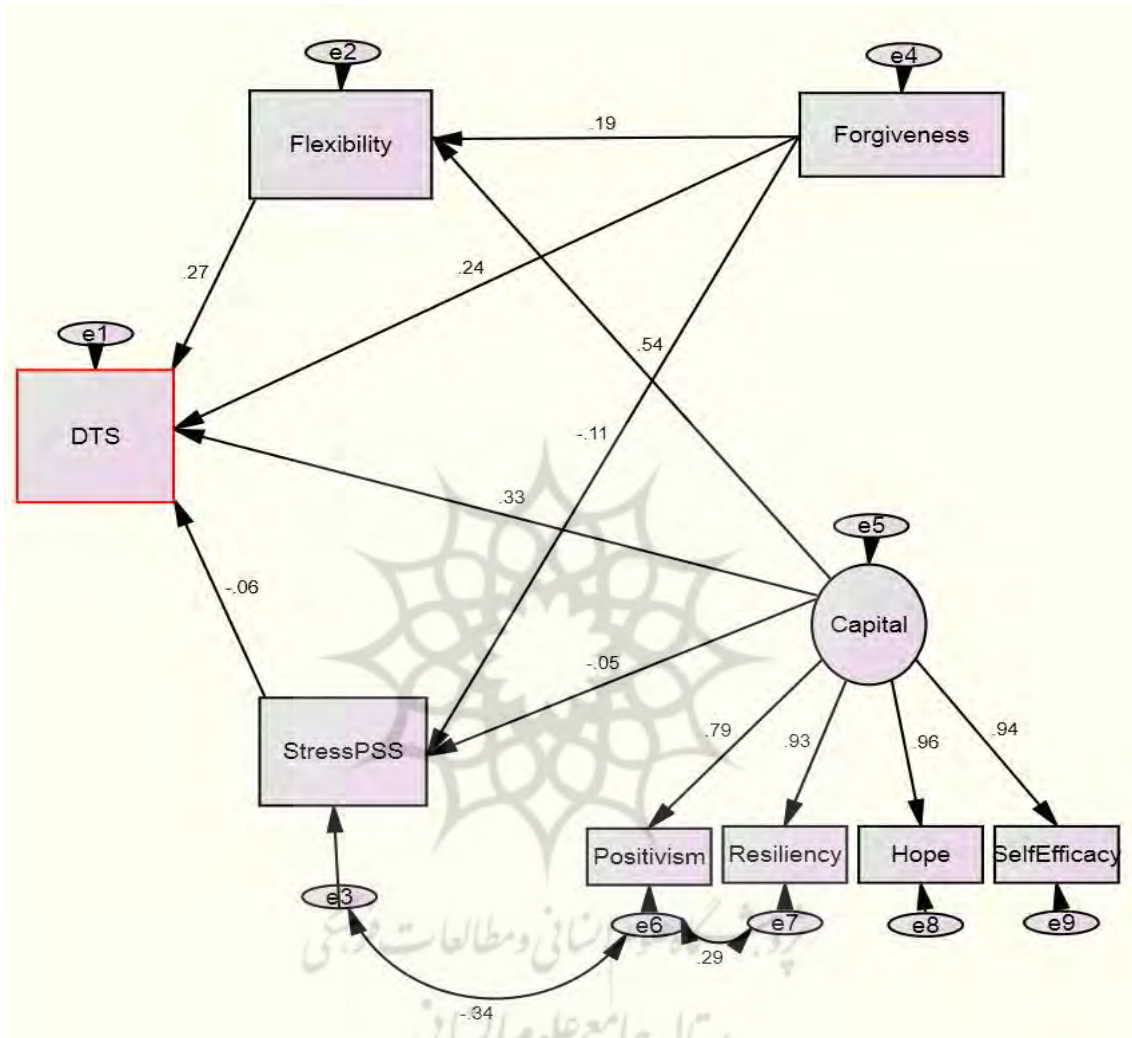 e2
e4
.19
Flexibility
Forgiveness
.27
.24
e1
.54
DTS
-.11
.33
e5
-.06
Capital
-.05
StressPSS
.79
.93
.96
.94
Positivism
Resiliency
Hope
SelfEfficacy
e3
e6
e7
e8
e9
.29
-.34